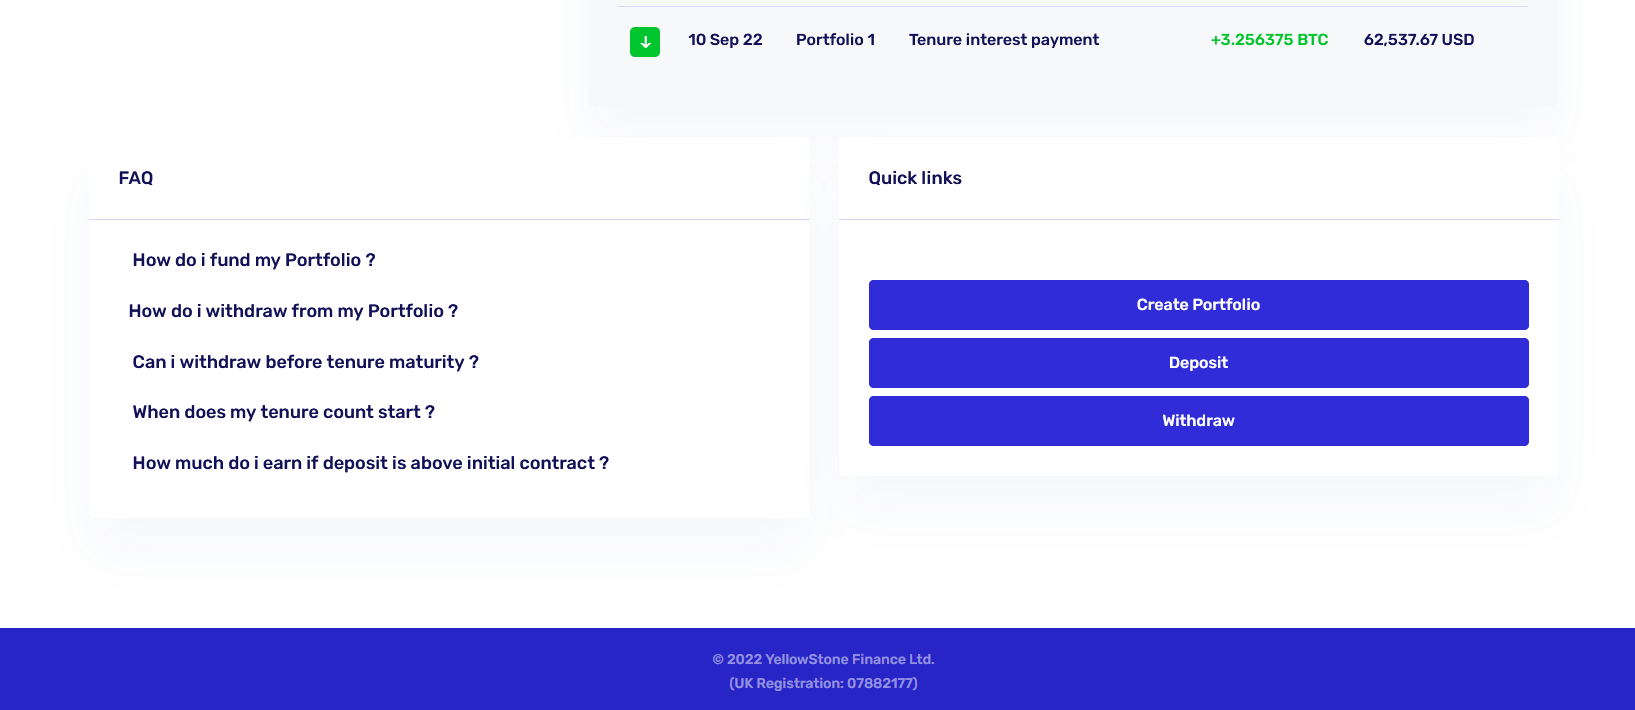 10 Sep 22 Portfolio 1 Tenure interest payment +3.256375 BTC 62,537.67 USD
FAQ
How do i fund my Portfolio ?
How do i withdraw from my Portfolio ?
Can i withdraw before tenure maturity ?
When does my tenure count start ?
How much do i earn if deposit is above initial contract ?
Quick links
Create Portfolio
Deposit
Withdraw
© 2022 YellowStone Finance Ltd.
(UK Registration: 07882177)